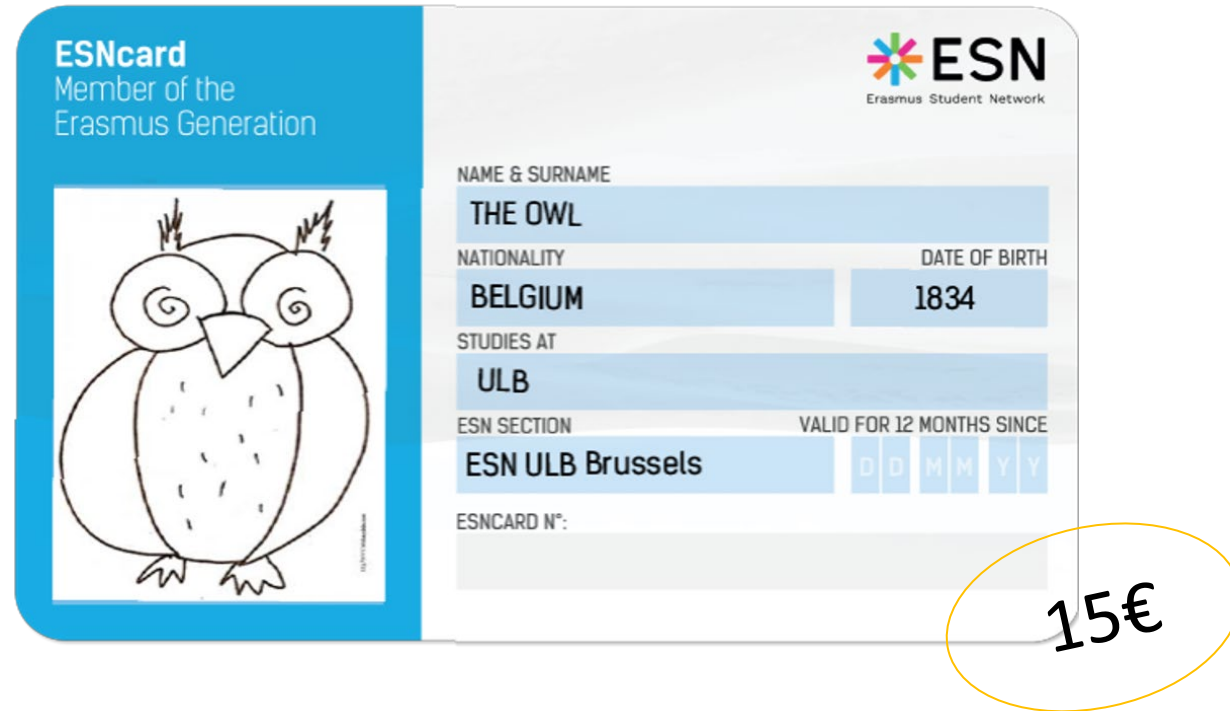 ESNcard
Member of the
Erasmus Generation
ESN
Erasmus Student Network
NAME & SURNAME
THE OWL
NATIONALITY
DATE OF BIRTH
BELGIUM
1834
STUDIES AT
ULB
ESN SECTION
VALID FOR 12 MONTHS SINCE
ESN ULB Brussels
D D M M Y Y
ESNCARD N°:
15€